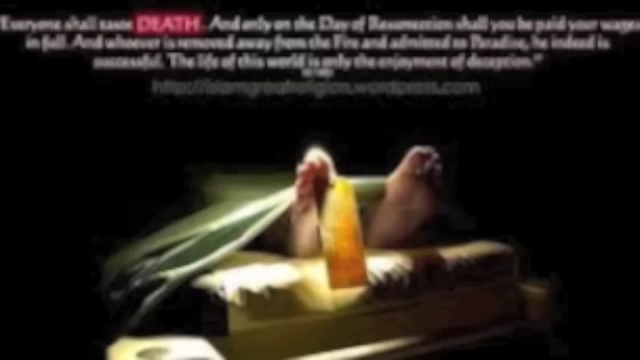 "Everyone shall taste DEATH. And only on the Day of Resurrection shall you be paid your wages
in full. And whoever is removed away from the Fire and admitted to Paradise, he indeed is
successful. The life of this world is only the enjoyment of deception."
http://islamgreatreligion.wordpress.com